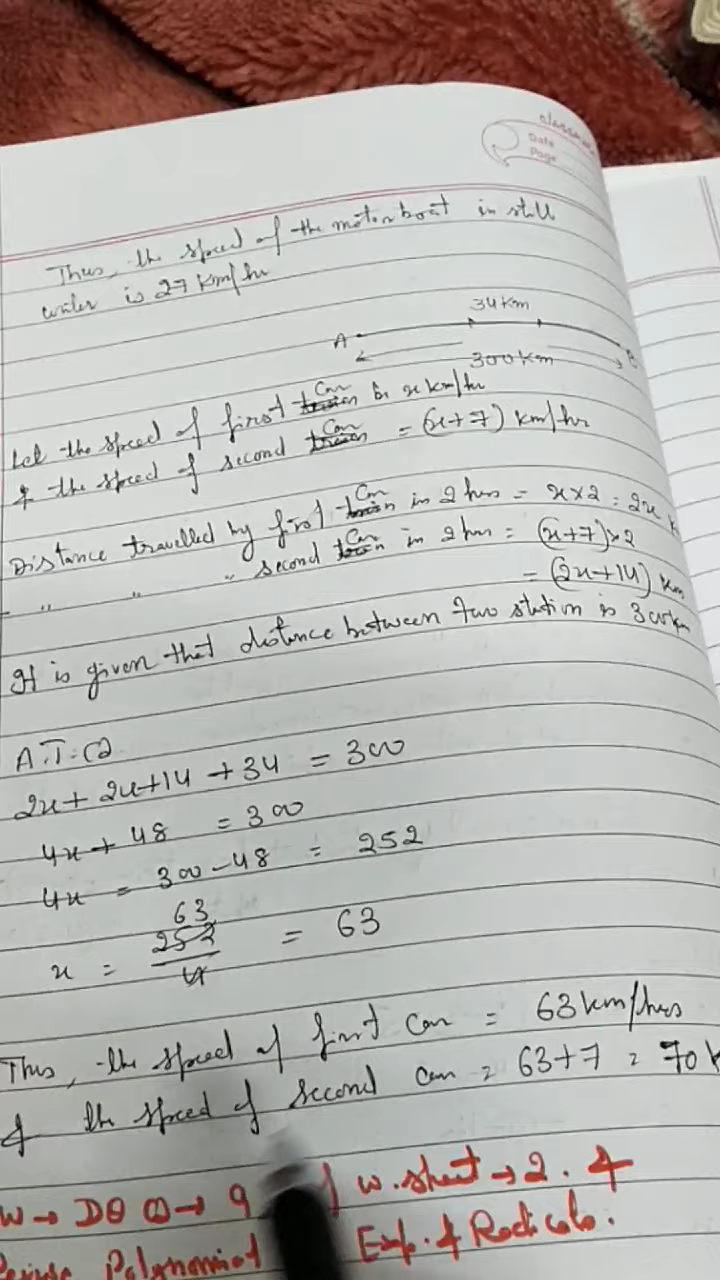 classmate
Date
Page
Thus, the speed of the motorboat in still
water is 27 km/hr
34 km
A B
300 km
Let the speed of first Car be x km/hr
& the speed of second Car = (x+7) km/hr
Distance travelled by first Car in 2 hrs = x×2 = 2x k
" " " second Car in 2 hrs = (x+7)×2
= (2x+14) km
It is given that distance between two station is 300 km
A.T.Q
2x + 2x+14 + 34 = 300
4x + 48 = 300
4x = 300 - 48 = 252
63
x = 252/4 = 63
Thus, the speed of first car = 63 km/hrs
& the speed of second car = 63+7 = 70 k
W → Q → 9 w. sheet → 2. 4
Polynomial Exp. & Radicals.